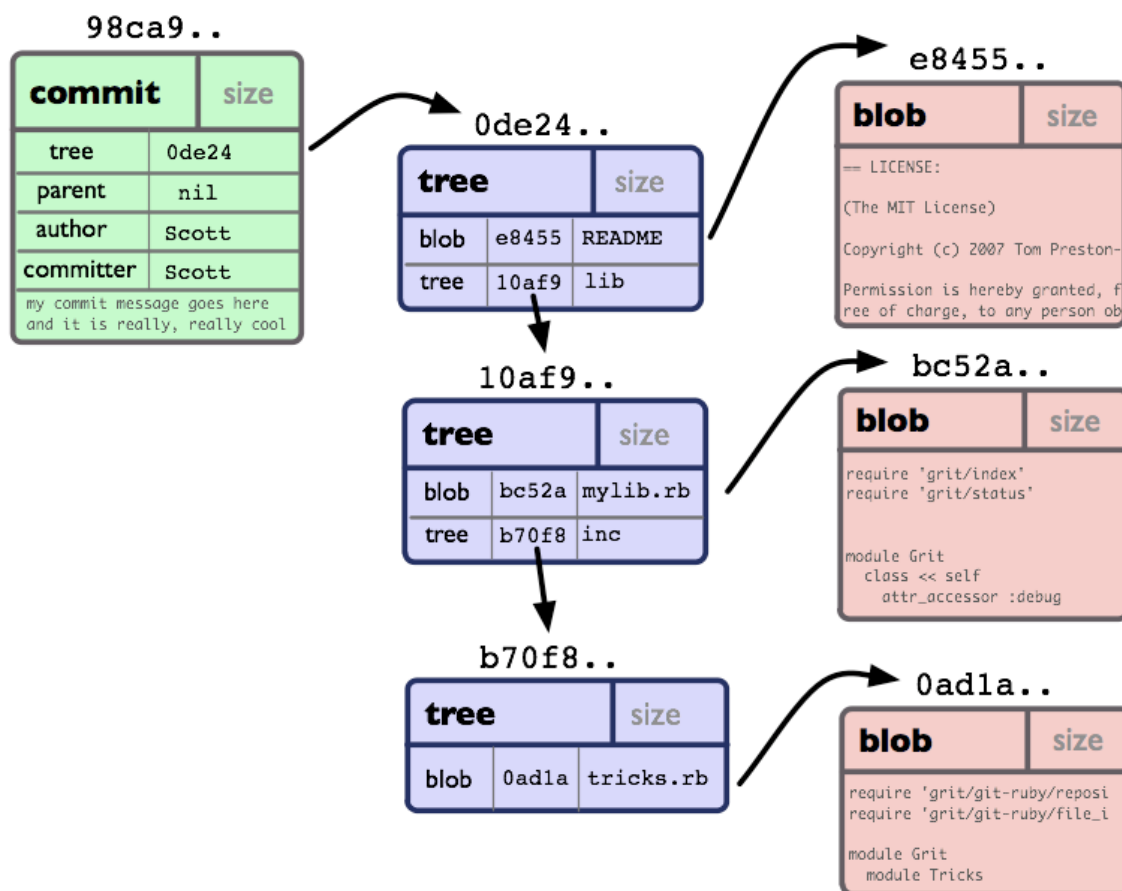 98ca9..
commit size
tree 0de24
parent nil
author Scott
committer Scott
my commit message goes here
and it is really, really cool
0de24..
tree size
blob e8455 README
tree 10af9 lib
10af9..
tree size
blob bc52a mylib.rb
tree b70f8 inc
b70f8..
tree size
blob 0ad1a tricks.rb
e8455..
blob size
== LICENSE:
(The MIT License)
Copyright (c) 2007 Tom Preston-
Permission is hereby granted, f
ree of charge, to any person ob
bc52a..
blob size
require 'grit/index'
require 'grit/status'
module Grit
class << self
attr_accessor :debug
0ad1a..
blob size
require 'grit/git-ruby/reposi
require 'grit/git-ruby/file_i
module Grit
module Tricks